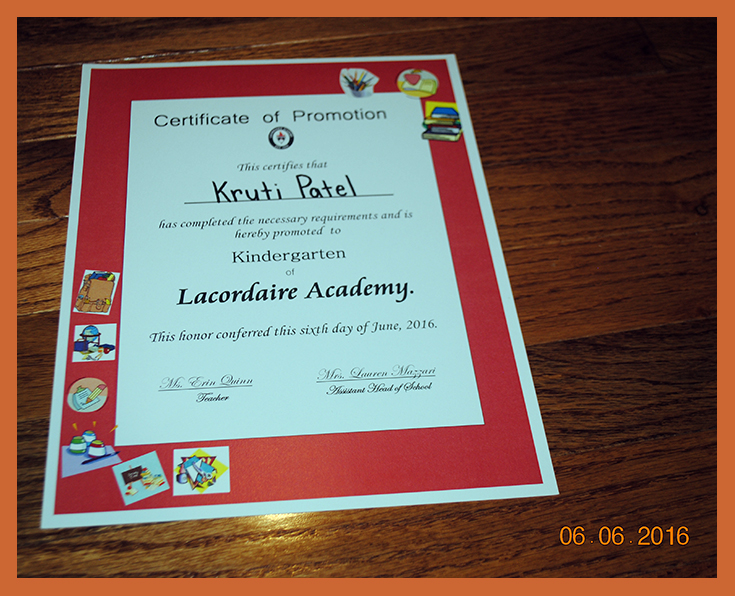 Certificate of Promotion
This certifies that
Kruti Patel
has completed the necessary requirements and is
hereby promoted to
Kindergarten
of
Lacordaire Academy.
This honor conferred this sixth day of June, 2016.
Ms. Erin Quinn
Teacher
Mrs. Lauren Mazzari
Assistant Head of School
06.06.2016